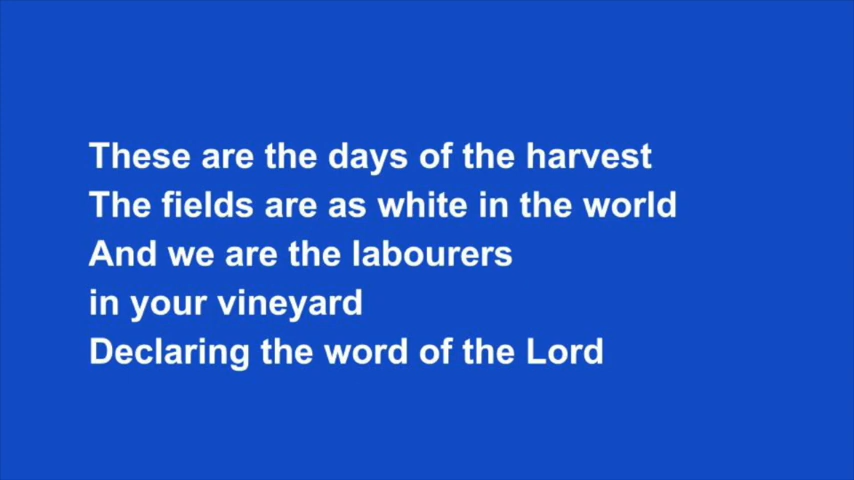 These are the days of the harvest
The fields are as white in the world
And we are the labourers
in your vineyard
Declaring the word of the Lord